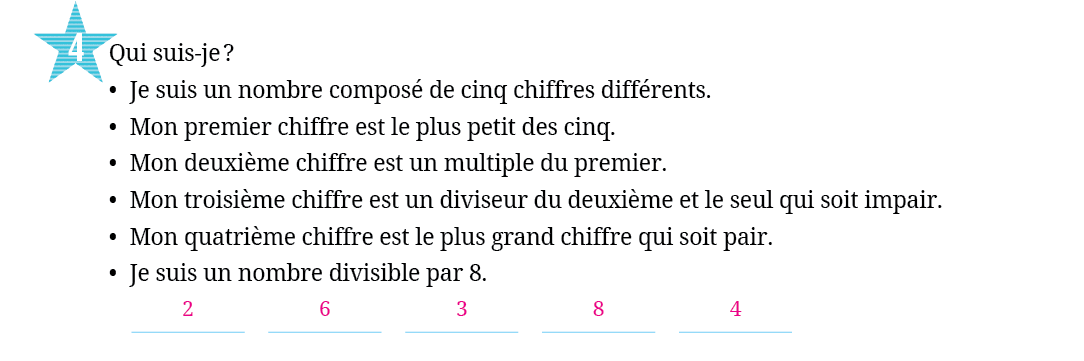 4
Qui suis-je ?
• Je suis un nombre composé de cinq chiffres différents.
• Mon premier chiffre est le plus petit des cinq.
• Mon deuxième chiffre est un multiple du premier.
• Mon troisième chiffre est un diviseur du deuxième et le seul qui soit impair.
• Mon quatrième chiffre est le plus grand chiffre qui soit pair.
• Je suis un nombre divisible par 8.
2 6 3 8 4